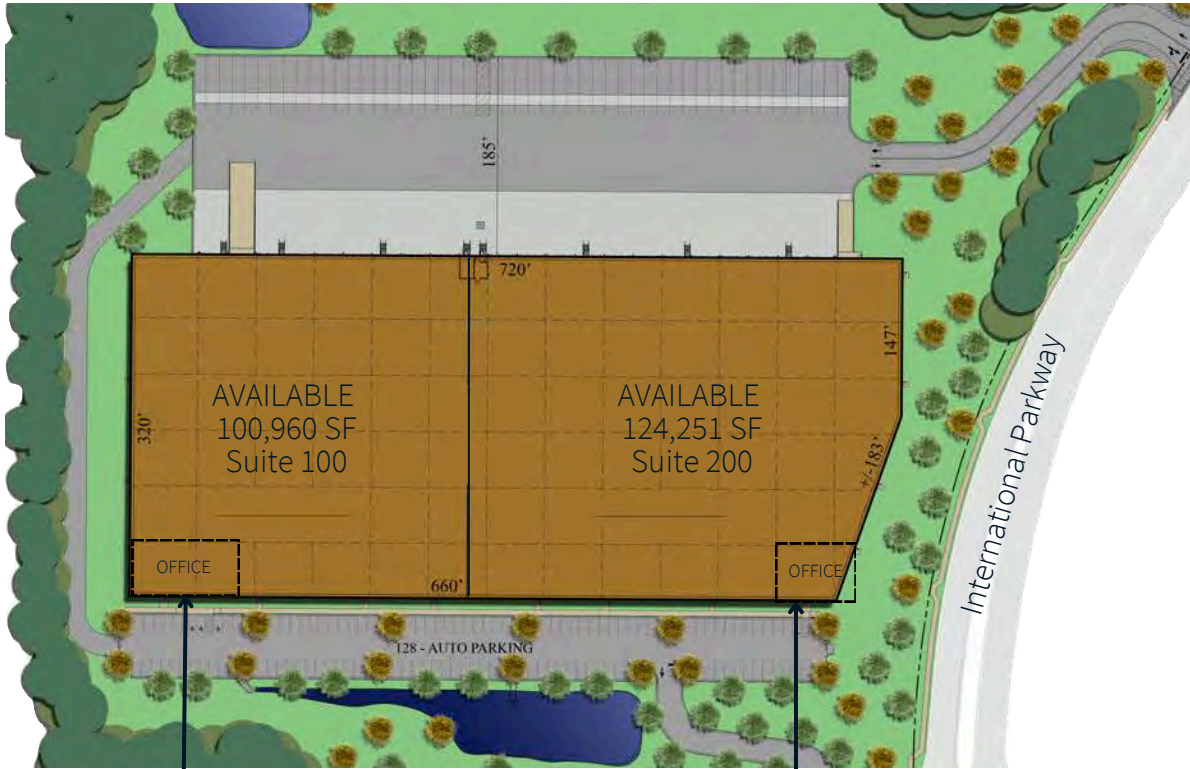 185'
720'
147'
AVAILABLE
100,960 SF
Suite 100
AVAILABLE
124,251 SF
Suite 200
320'
+/-183'
International Parkway
OFFICE
OFFICE
660'
128 - AUTO PARKING